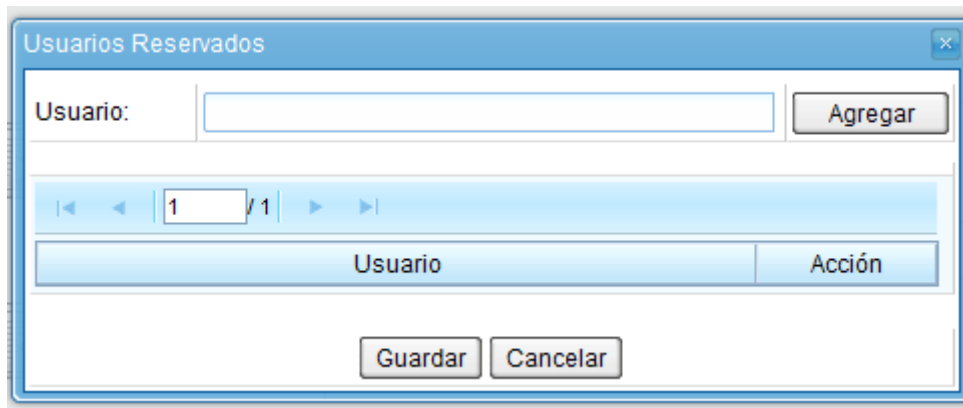 Usuarios Reservados
Usuario: Agregar
1 / 1
Usuario Acción
Guardar Cancelar